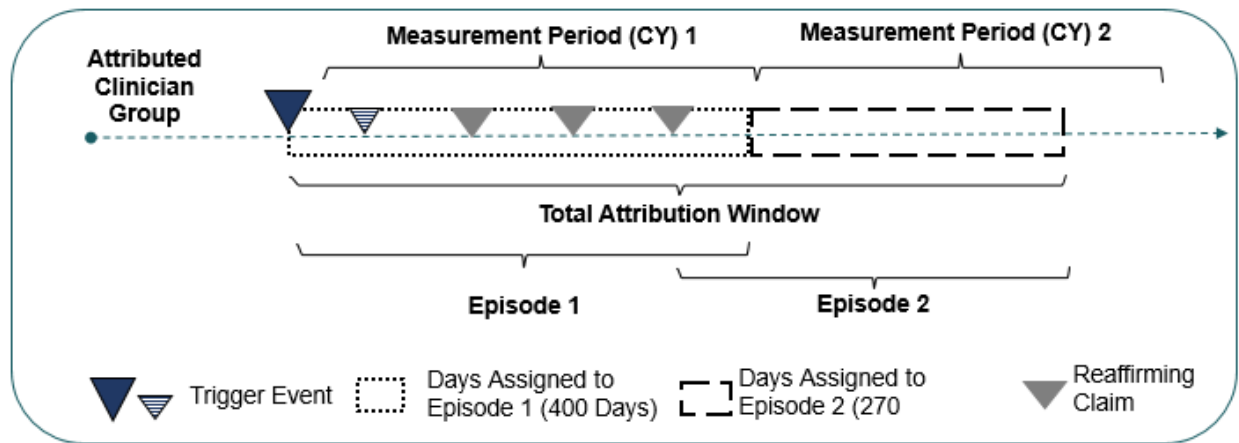 Measurement Period (CY) 1
Measurement Period (CY) 2
Attributed
Clinician
Group
Total Attribution Window
Episode 1
Episode 2
Trigger Event
Days Assigned to
Episode 1 (400 Days)
Days Assigned to
Episode 2 (270
Reaffirming
Claim